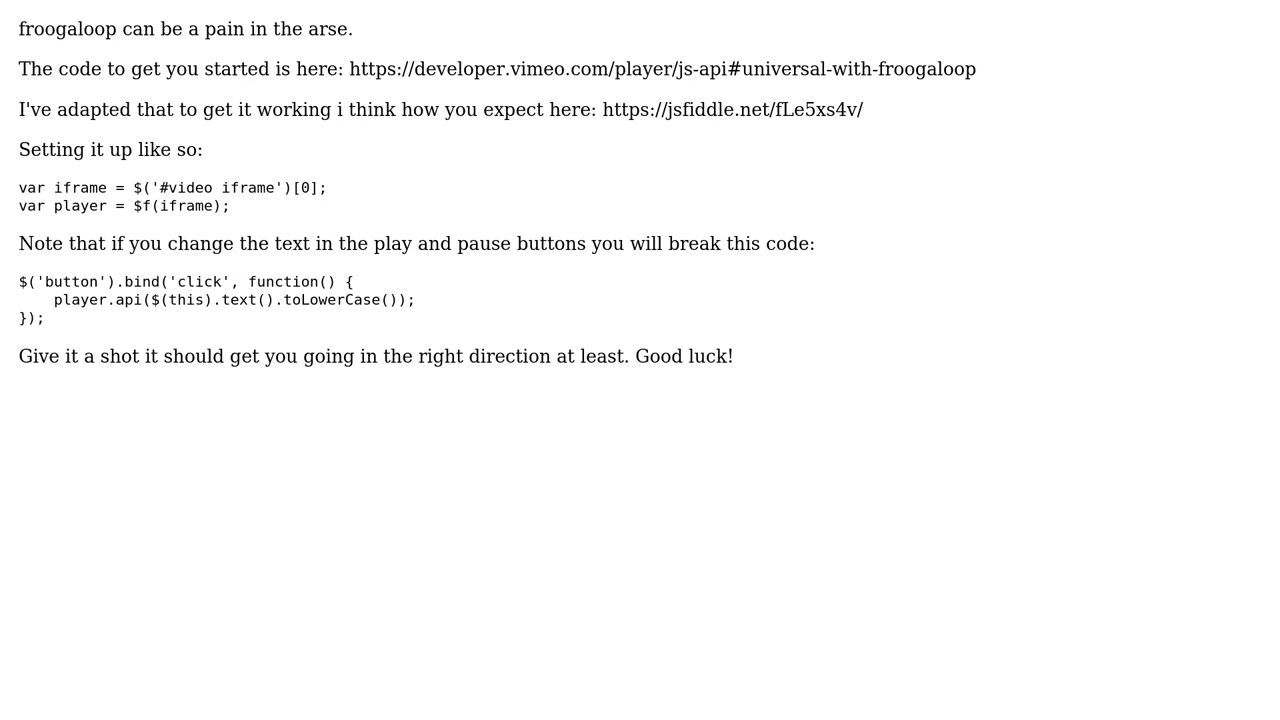 froogaloop can be a pain in the arse.
The code to get you started is here: https://developer.vimeo.com/player/js-api#universal-with-froogaloop
I've adapted that to get it working i think how you expect here: https://jsfiddle.net/fLe5xs4v/
Setting it up like so:
var iframe = $('#video iframe')[0];
var player = $f(iframe);
Note that if you change the text in the play and pause buttons you will break this code:
$('button').bind('click', function() {
    player.api($(this).text().toLowerCase());
});
Give it a shot it should get you going in the right direction at least. Good luck!